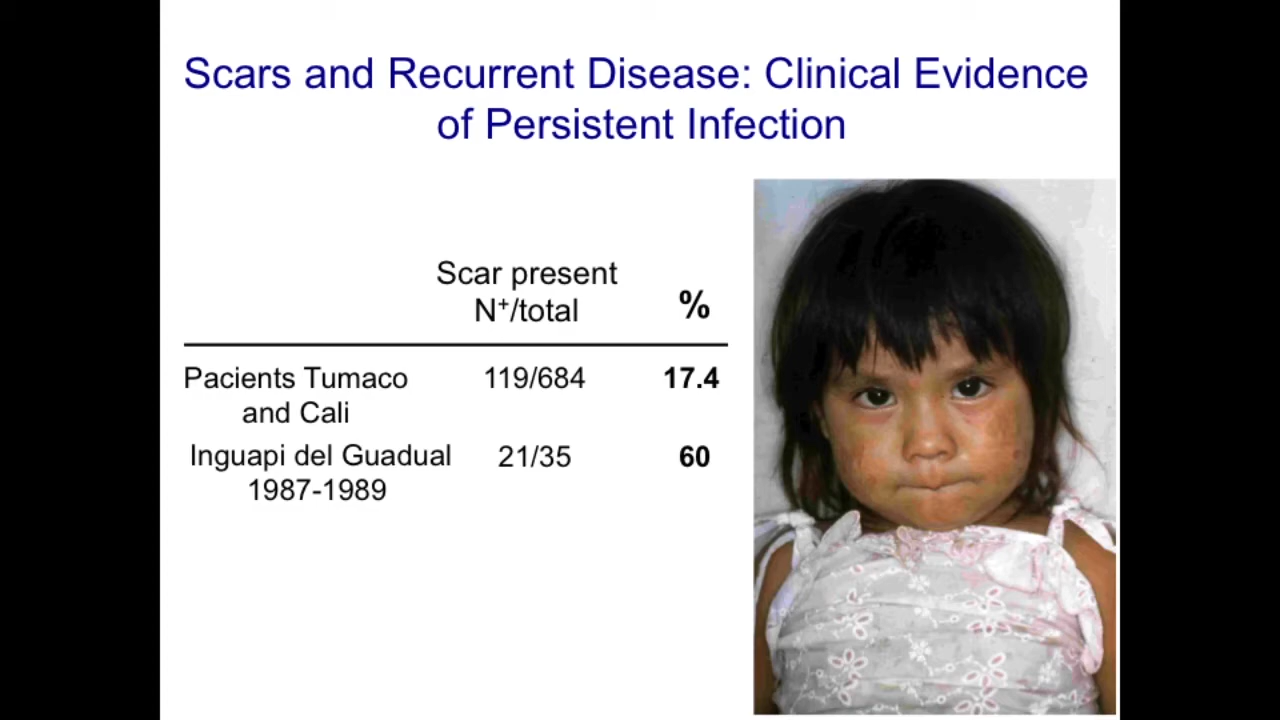 Scars and Recurrent Disease: Clinical Evidence
of Persistent Infection
Scar present
N⁺/total %
Pacients Tumaco 119/684 17.4
and Cali
Inguapi del Guadual 21/35 60
1987-1989